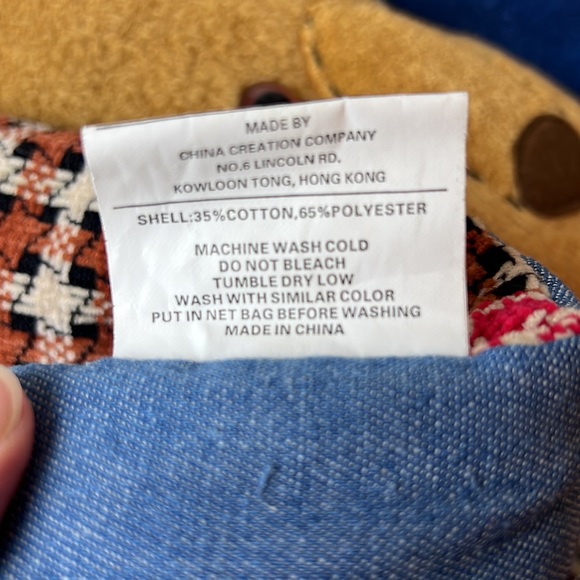 MADE BY
CHINA CREATION COMPANY
NO.6 LINCOLN RD.
KOWLOON TONG, HONG KONG
SHELL:35%COTTON,65%POLYESTER
MACHINE WASH COLD
DO NOT BLEACH
TUMBLE DRY LOW
WASH WITH SIMILAR COLOR
PUT IN NET BAG BEFORE WASHING
MADE IN CHINA